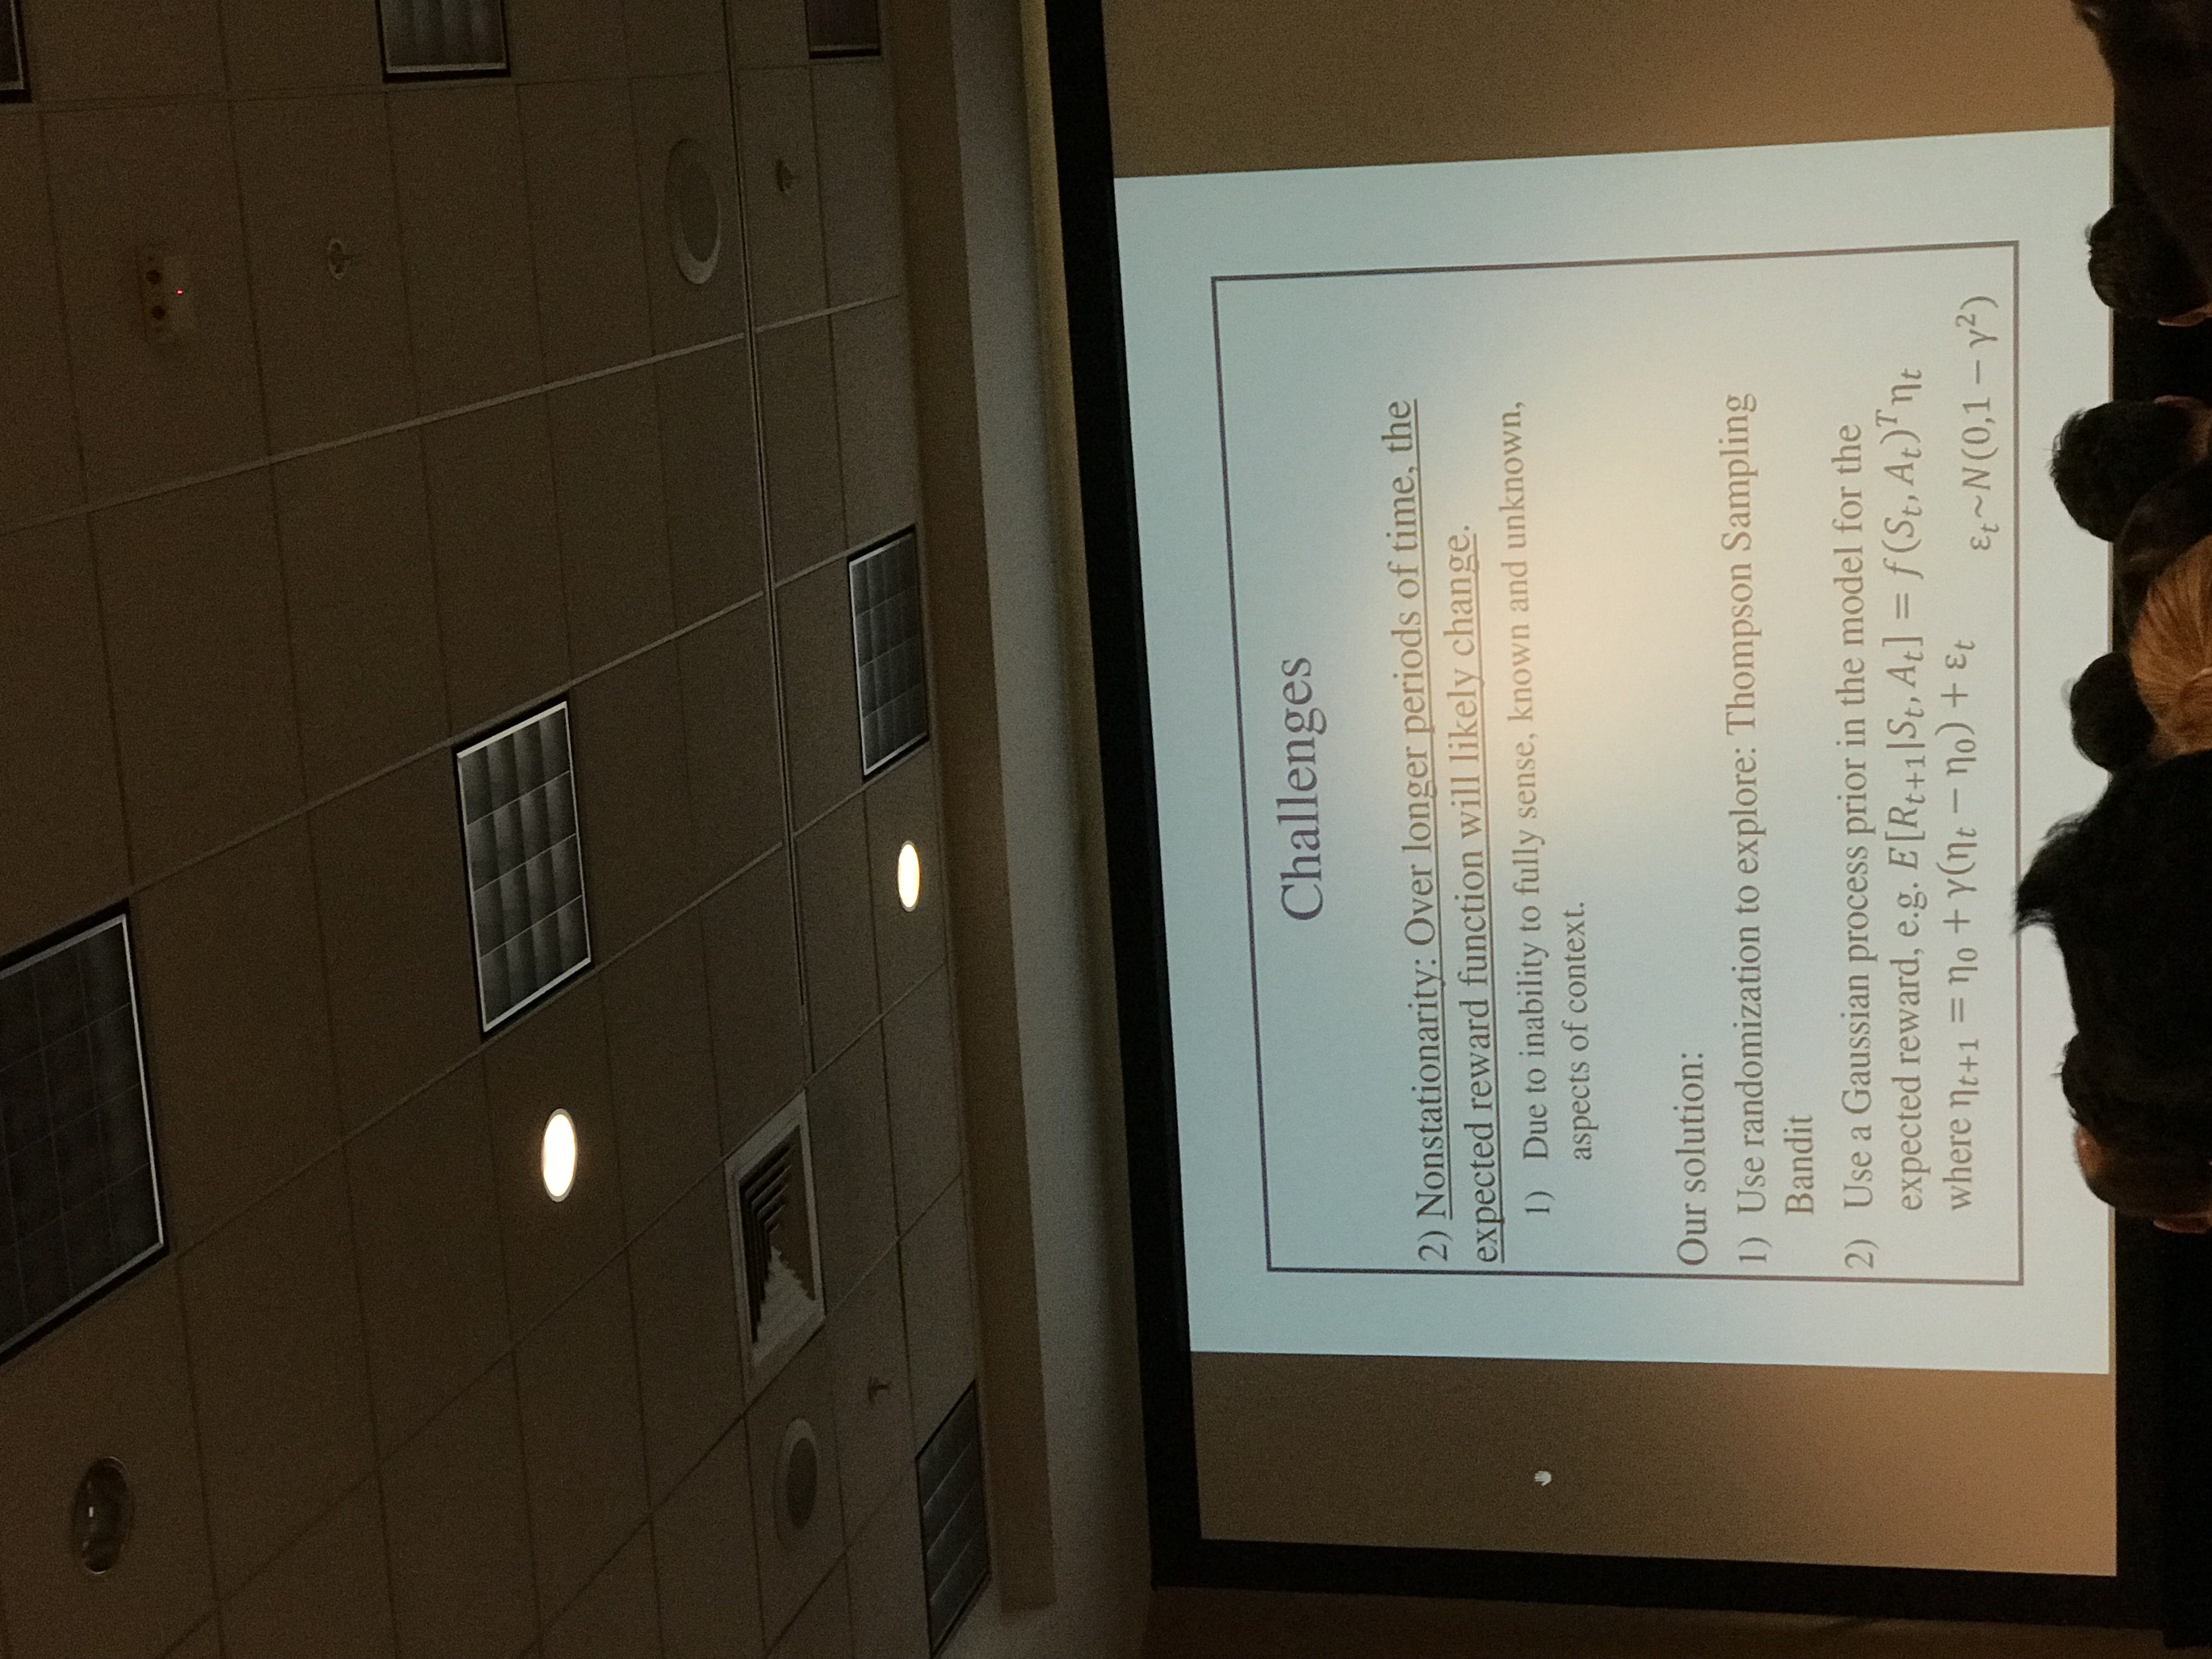 Challenges
2) Nonstationarity: Over longer periods of time, the
expected reward function will likely change.
1) Due to inability to fully sense, known and unknown,
aspects of context.
Our solution:
1) Use randomization to explore: Thompson Sampling
Bandit
2) Use a Gaussian process prior in the model for the
expected reward, e.g. E[Rₜ₊₁|Sₜ, Aₜ] = f(Sₜ, Aₜ)ᵀηₜ
where ηₜ₊₁ = η₀ + γ(ηₜ − η₀) + εₜ
εₜ~N(0,1 − γ²)